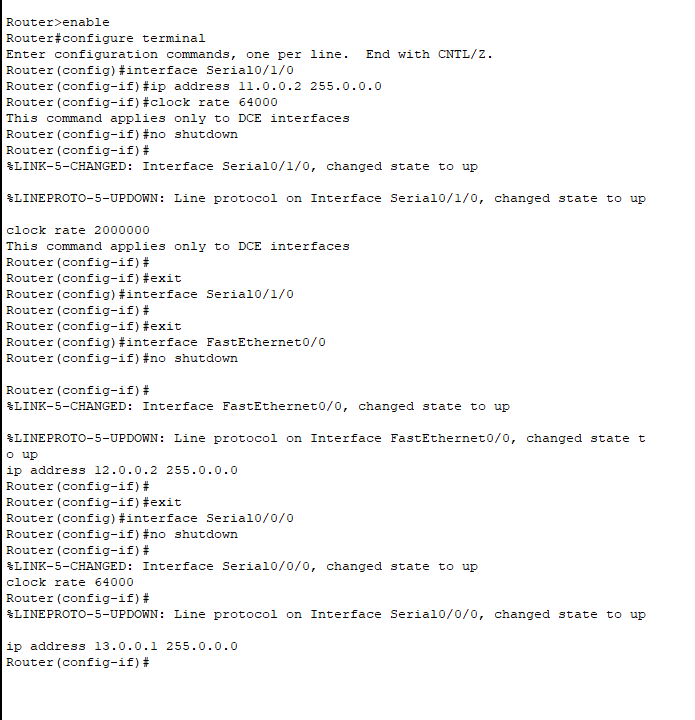 Router>enable
Router#configure terminal
Enter configuration commands, one per line.  End with CNTL/Z.
Router(config)#interface Serial0/1/0
Router(config-if)#ip address 11.0.0.2 255.0.0.0
Router(config-if)#clock rate 64000
This command applies only to DCE interfaces
Router(config-if)#no shutdown
Router(config-if)#
%LINK-5-CHANGED: Interface Serial0/1/0, changed state to up
%LINEPROTO-5-UPDOWN: Line protocol on Interface Serial0/1/0, changed state to up
clock rate 2000000
This command applies only to DCE interfaces
Router(config-if)#
Router(config-if)#exit
Router(config)#interface Serial0/1/0
Router(config-if)#
Router(config-if)#exit
Router(config)#interface FastEthernet0/0
Router(config-if)#no shutdown
Router(config-if)#
%LINK-5-CHANGED: Interface FastEthernet0/0, changed state to up
%LINEPROTO-5-UPDOWN: Line protocol on Interface FastEthernet0/0, changed state t
o up
ip address 12.0.0.2 255.0.0.0
Router(config-if)#
Router(config-if)#exit
Router(config)#interface Serial0/0/0
Router(config-if)#no shutdown
Router(config-if)#
%LINK-5-CHANGED: Interface Serial0/0/0, changed state to up
clock rate 64000
Router(config-if)#
%LINEPROTO-5-UPDOWN: Line protocol on Interface Serial0/0/0, changed state to up
ip address 13.0.0.1 255.0.0.0
Router(config-if)#